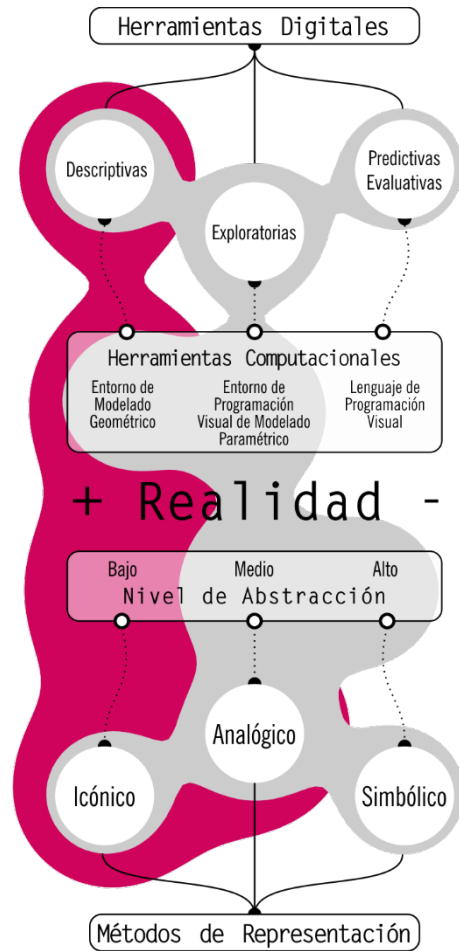 Herramientas Digitales
Descriptivas
Predictivas
Evaluativas
Exploratorias
Herramientas Computacionales
Entorno de
Modelado
Geométrico
Entorno de
Programación
Visual de Modelado
Paramétrico
Lenguaje de
Programación
Visual
+ Realidad -
Bajo
Medio
Alto
Nivel de Abstracción
Analógico
Icónico
Simbólico
Métodos de Representación